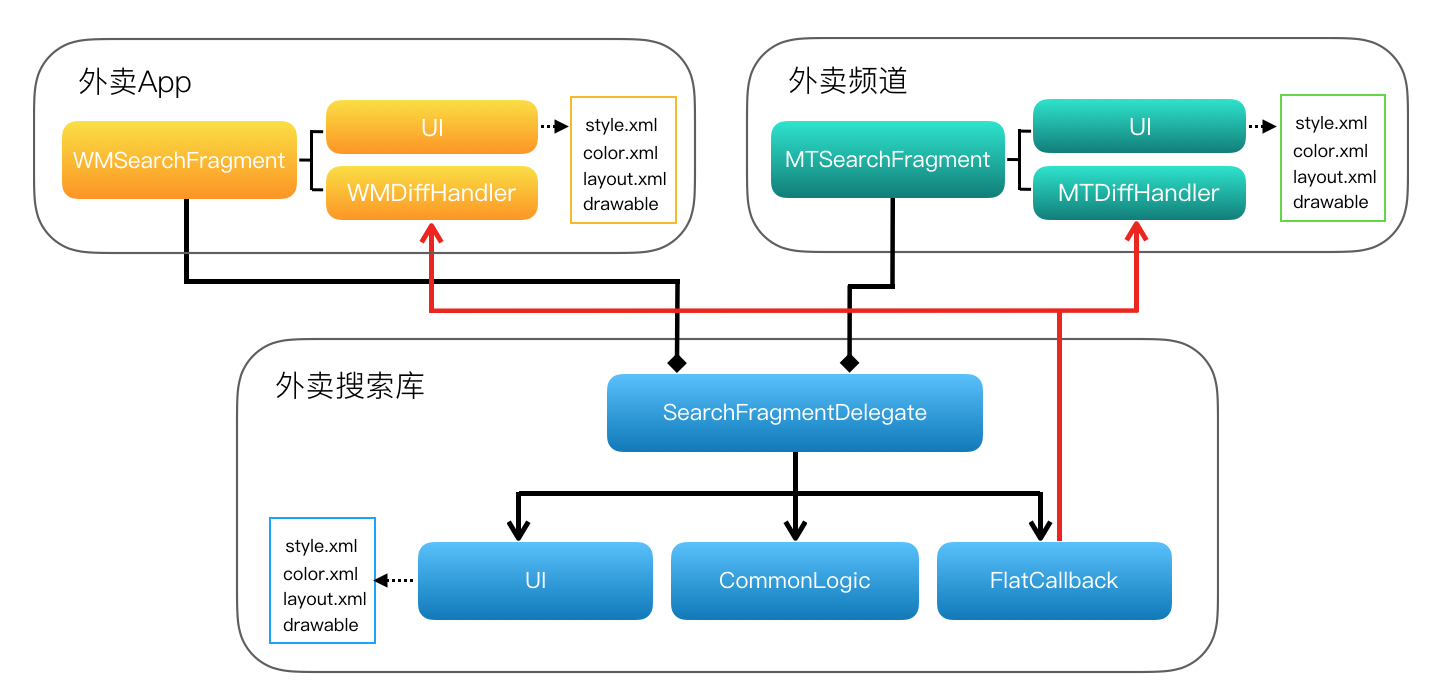 外卖App
WMSearchFragment
UI
WMDiffHandler
style.xml
color.xml
layout.xml
drawable
外卖频道
MTSearchFragment
UI
MTDiffHandler
style.xml
color.xml
layout.xml
drawable
外卖搜索库
SearchFragmentDelegate
style.xml
color.xml
layout.xml
drawable
UI
CommonLogic
FlatCallback